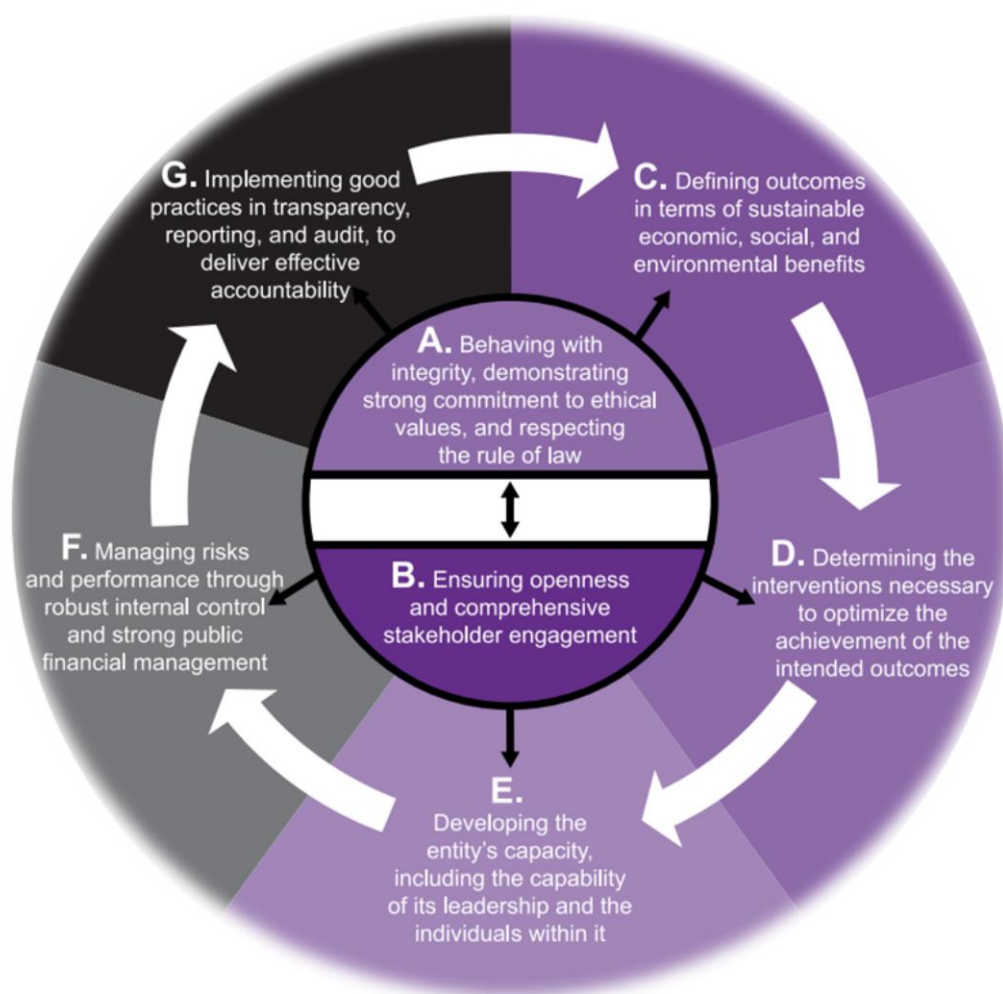 G. Implementing good
practices in transparency,
reporting, and audit, to
deliver effective
accountability
C. Defining outcomes
in terms of sustainable
economic, social, and
environmental benefits
A. Behaving with
integrity, demonstrating
strong commitment to ethical
values, and respecting
the rule of law
B. Ensuring openness
and comprehensive
stakeholder engagement
F. Managing risks
and performance through
robust internal control
and strong public
financial management
D. Determining the
interventions necessary
to optimize the
achievement of the
intended outcomes
E.
Developing the
entity's capacity,
including the capability
of its leadership and the
individuals within it